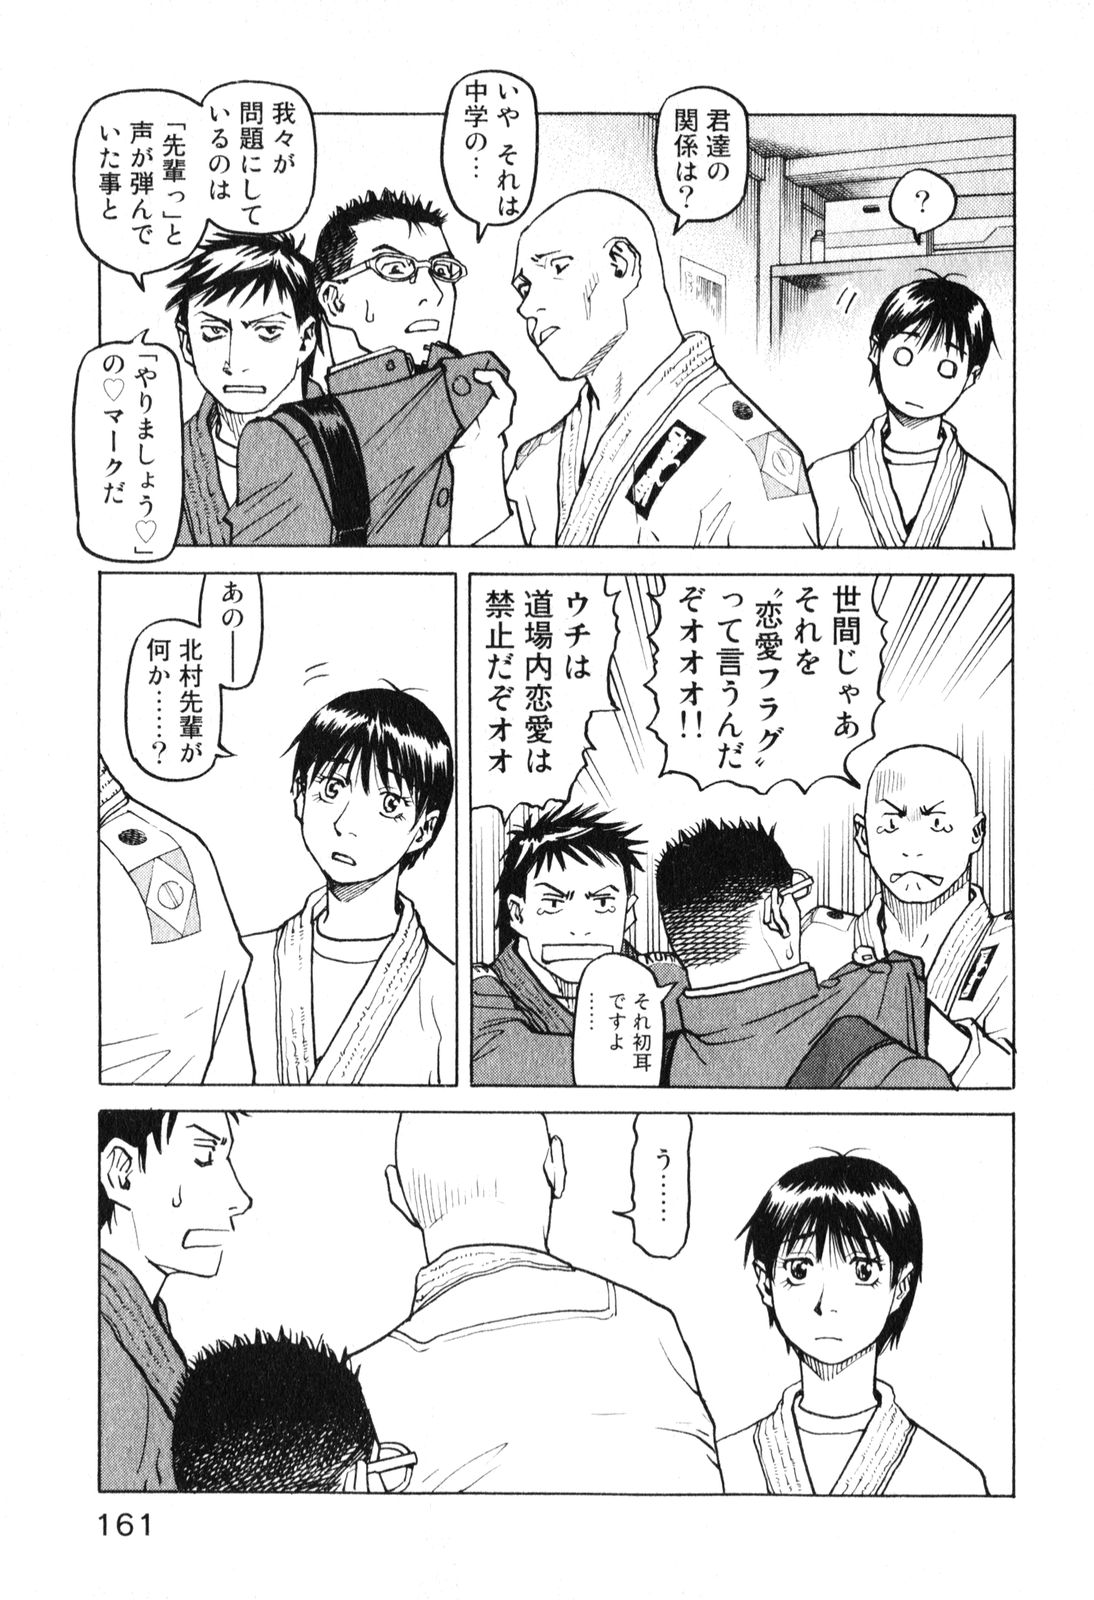 ?
君達の
関係は?
いや それは
中学の…
我々が
問題にして
いるのは
「先輩っ」と
声が弾んで
いた事と
「やりましょう♡」
の♡マークだ
世間じゃあ
それを
〝恋愛フラグ〟
って言うんだ
ぞオオオ!!
ウチは
道場内恋愛は
禁止だぞオオ
それ初耳
ですよ
……
あの──
北村先輩が
何か………?
う……
161